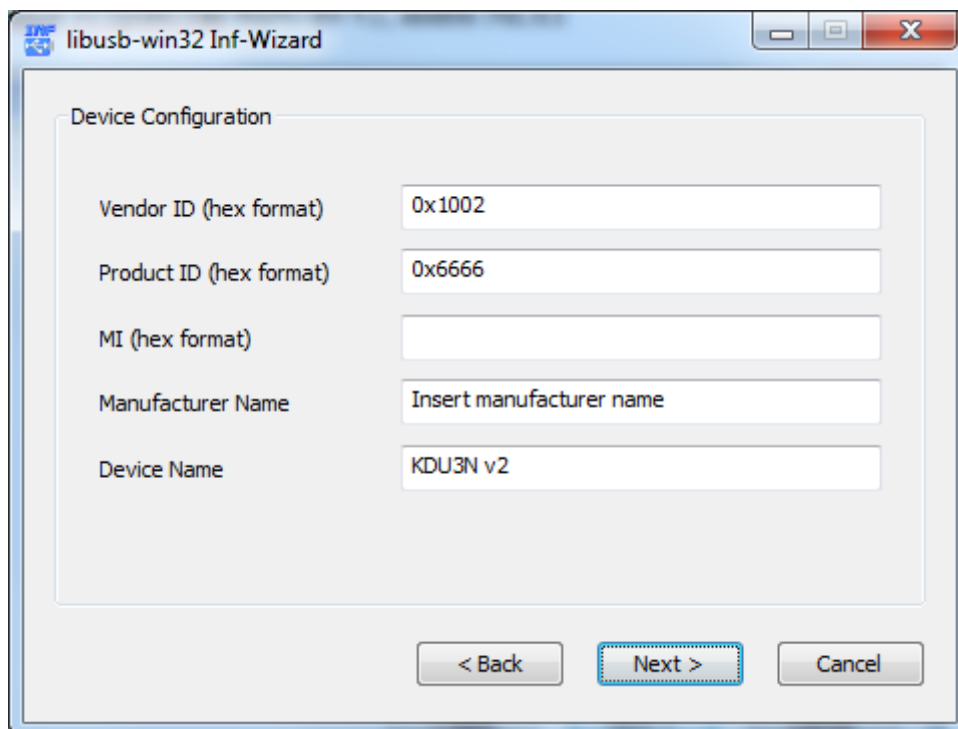 libusb-win32 Inf-Wizard
Device Configuration
Vendor ID (hex format) 0x1002
Product ID (hex format) 0x6666
MI (hex format)
Manufacturer Name Insert manufacturer name
Device Name KDU3N v2
< Back Next > Cancel